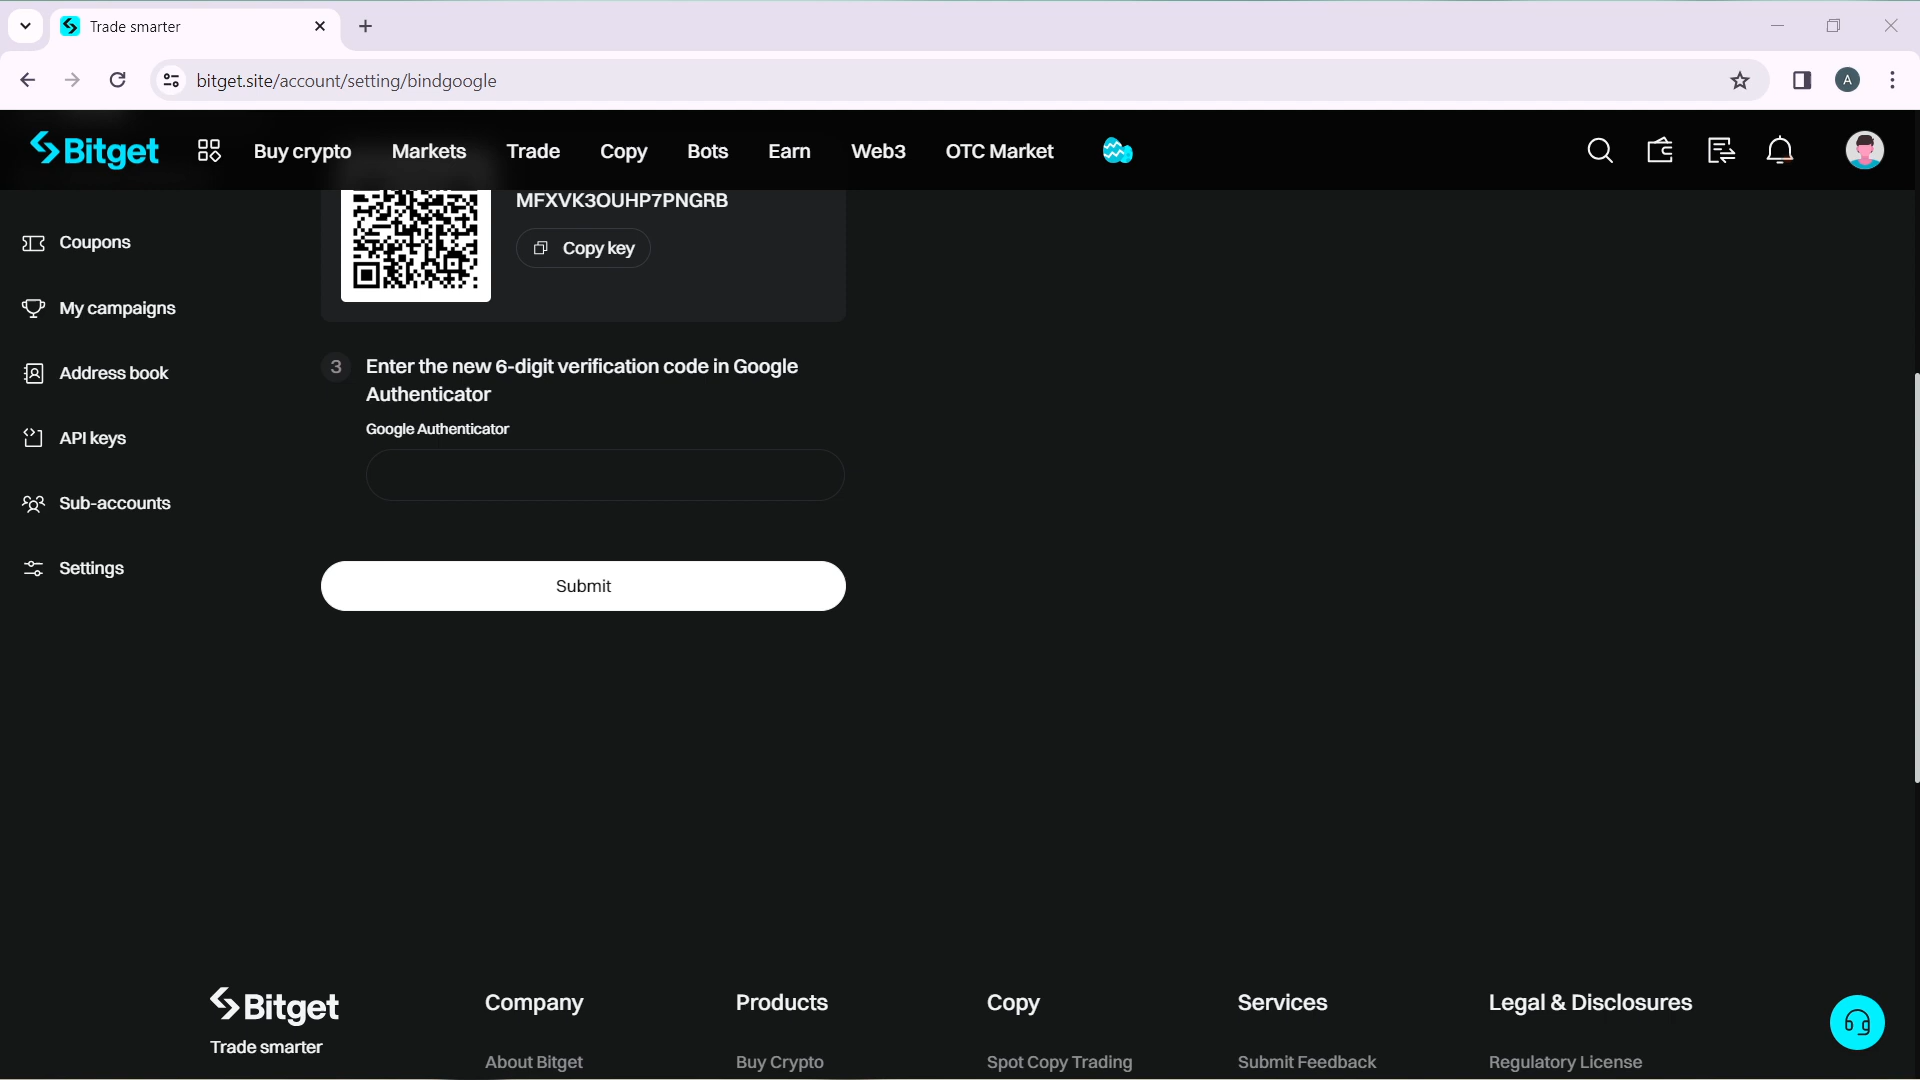 Trade smarter
bitget.site/account/setting/bindgoogle
Bitget
Buy crypto
Markets
Trade
Copy
Bots
Earn
Web3
OTC Market
A
Coupons
My campaigns
Address book
API keys
Sub-accounts
Settings
MFXVK3OUHP7PNGRB
Copy key
3
Enter the new 6-digit verification code in Google
Authenticator
Google Authenticator
Submit
Bitget
Trade smarter
Company
About Bitget
Products
Buy Crypto
Copy
Spot Copy Trading
Services
Submit Feedback
Legal & Disclosures
Regulatory License